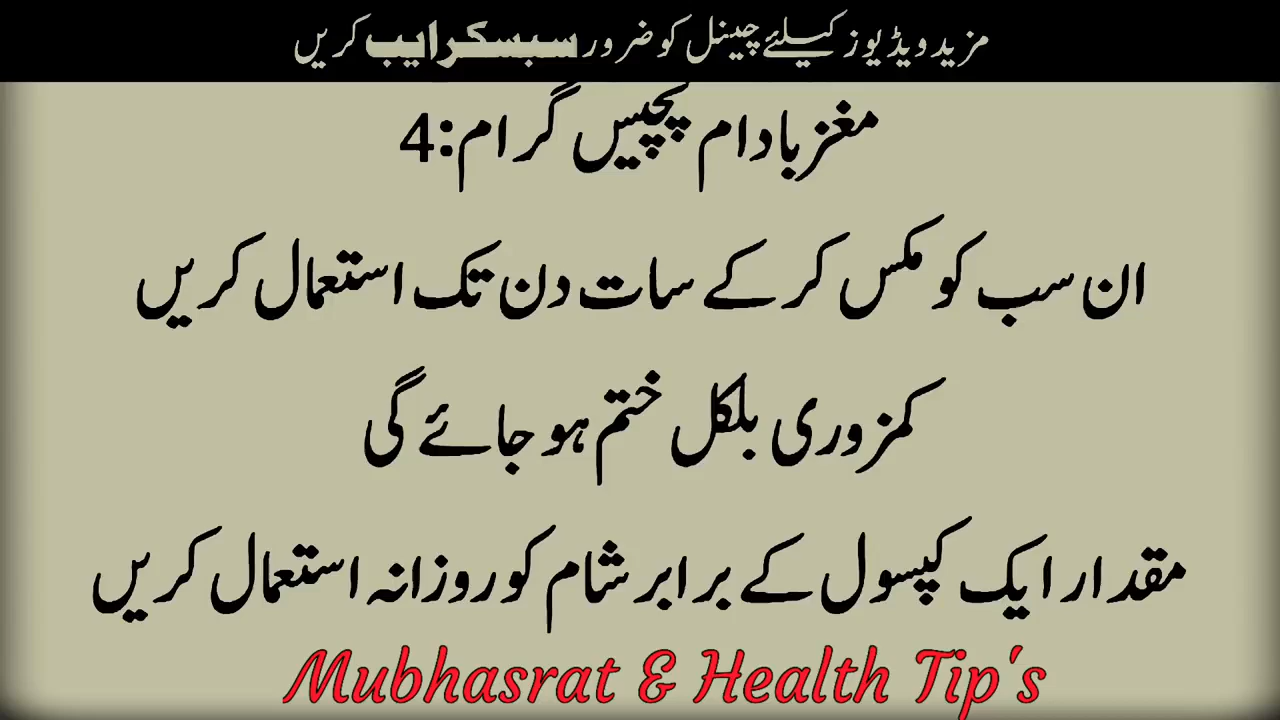 مزید ویڈیوز کیلئے چینل کو ضرور سبسکرایب کریں
مغز بادام پچیس گرام:4
ان سب کو مکس کر کے سات دن تک استعمال کریں
کمزوری بلکل ختم ہو جائے گی
مقدار ایک کپسول کے برابر شام کو روزانہ استعمال کریں
Mubhasrat & Health Tip's